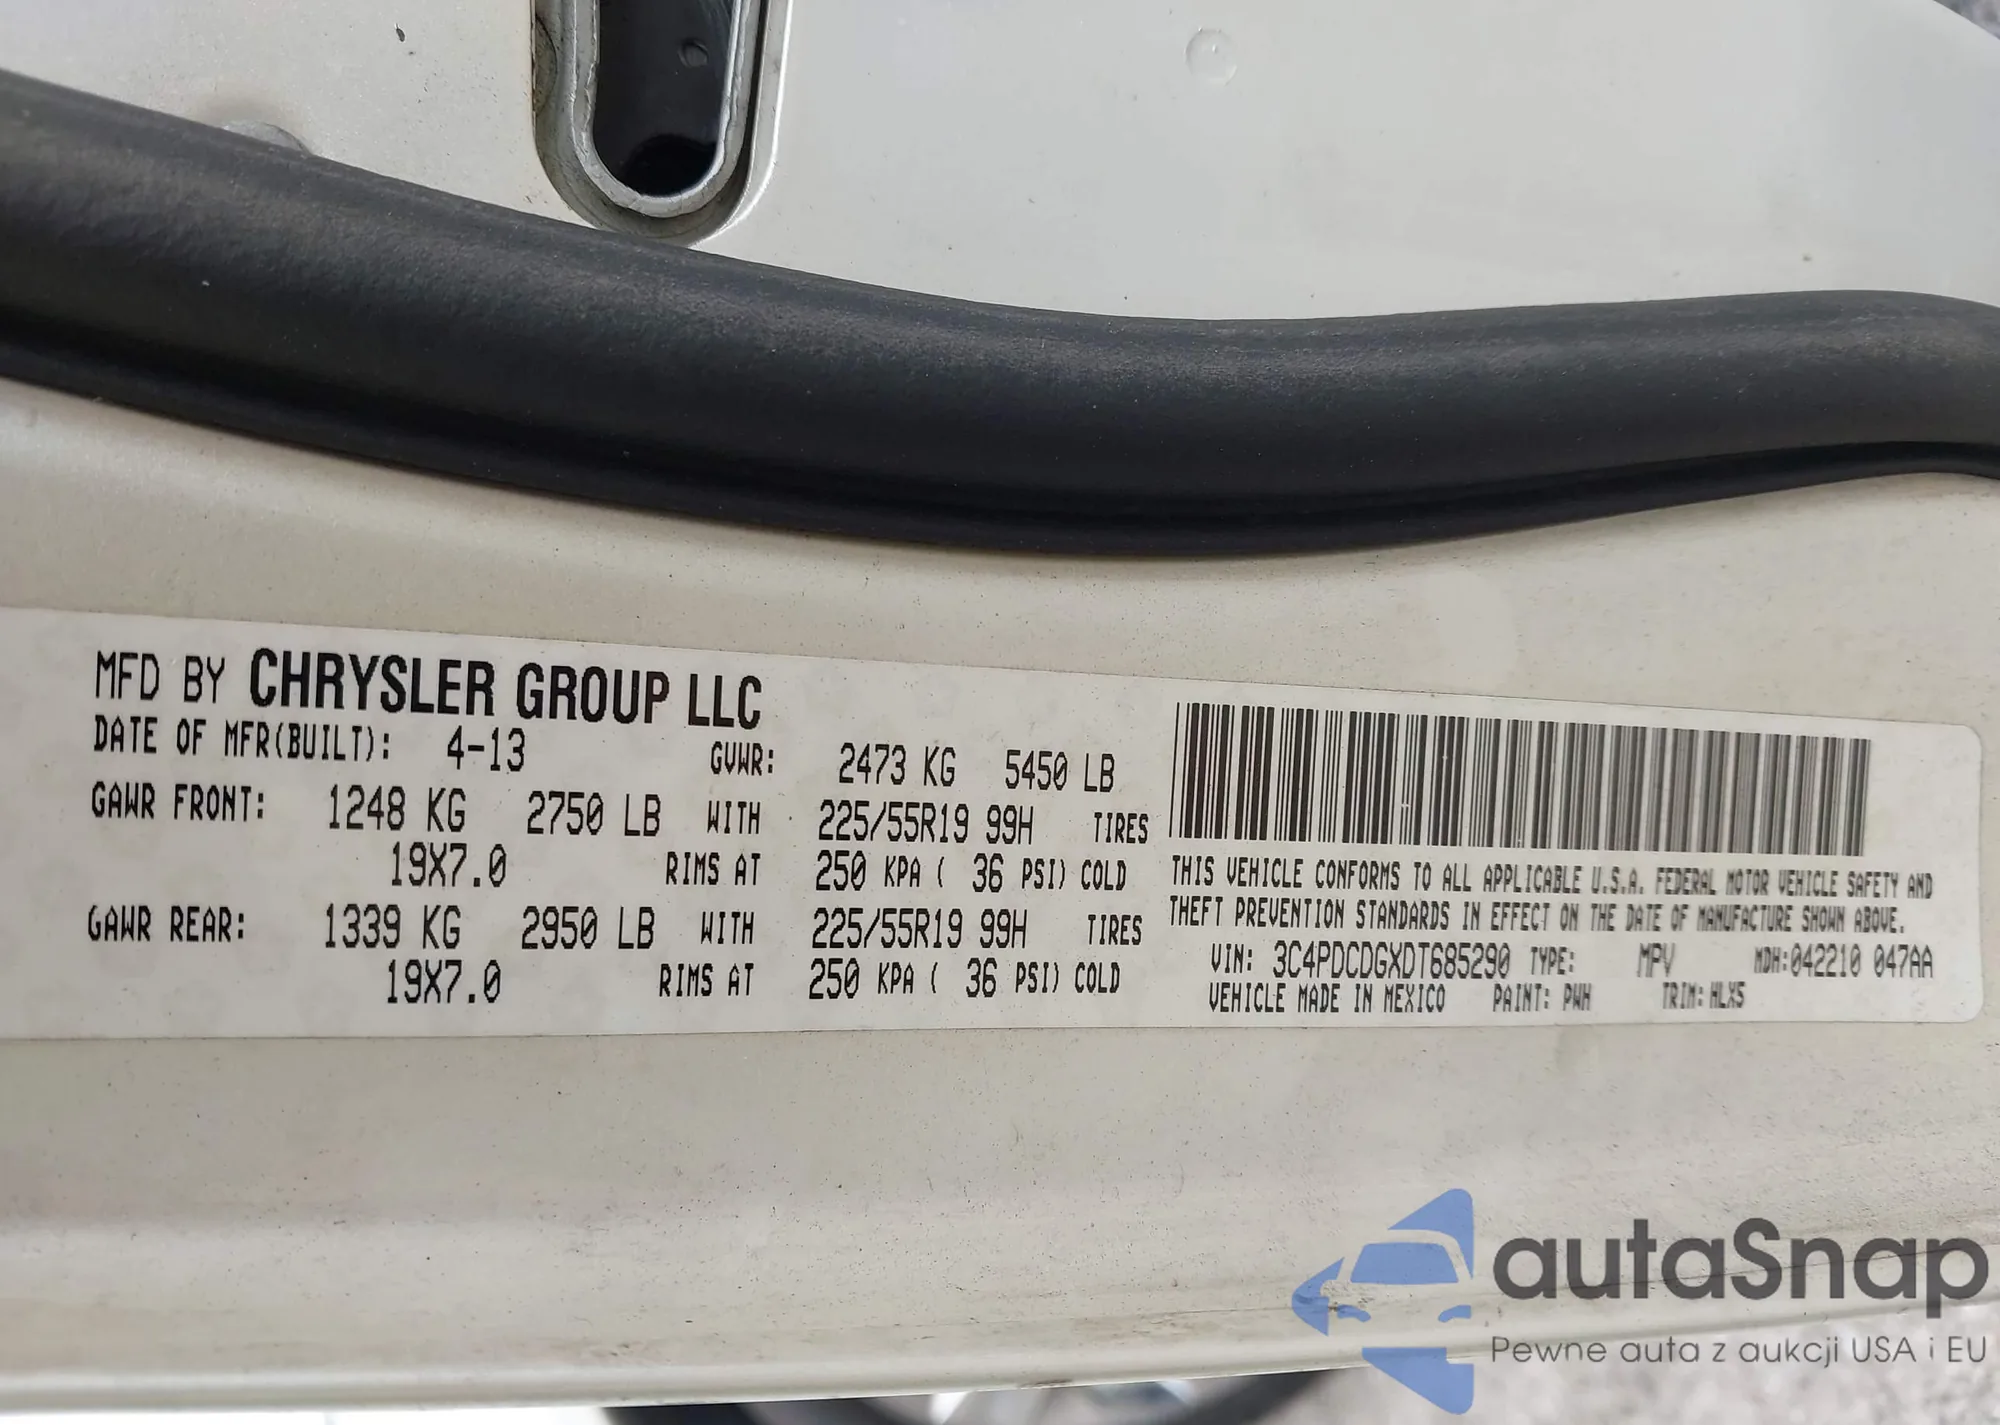 MFD BY CHRYSLER GROUP LLC
DATE OF MFR(BUILT): 4-13 GVWR: 2473 KG 5450 LB
GAWR FRONT: 1248 KG 2750 LB WITH 225/55R19 99H TIRES
19X7.0 RIMS AT 250 KPA ( 36 PSI) COLD
GAWR REAR: 1339 KG 2950 LB WITH 225/55R19 99H TIRES
19X7.0 RIMS AT 250 KPA ( 36 PSI) COLD
THIS VEHICLE CONFORMS TO ALL APPLICABLE U.S.A. FEDERAL MOTOR VEHICLE SAFETY AND
THEFT PREVENTION STANDARDS IN EFFECT ON THE DATE OF MANUFACTURE SHOWN ABOVE.
VIN: 3C4PDCDGXDT685290 TYPE: MPV MDH:042210 047AA
VEHICLE MADE IN MEXICO PAINT: PWH TRIM: HLX5
autaSnap
Pewne auta z aukcji USA i EU